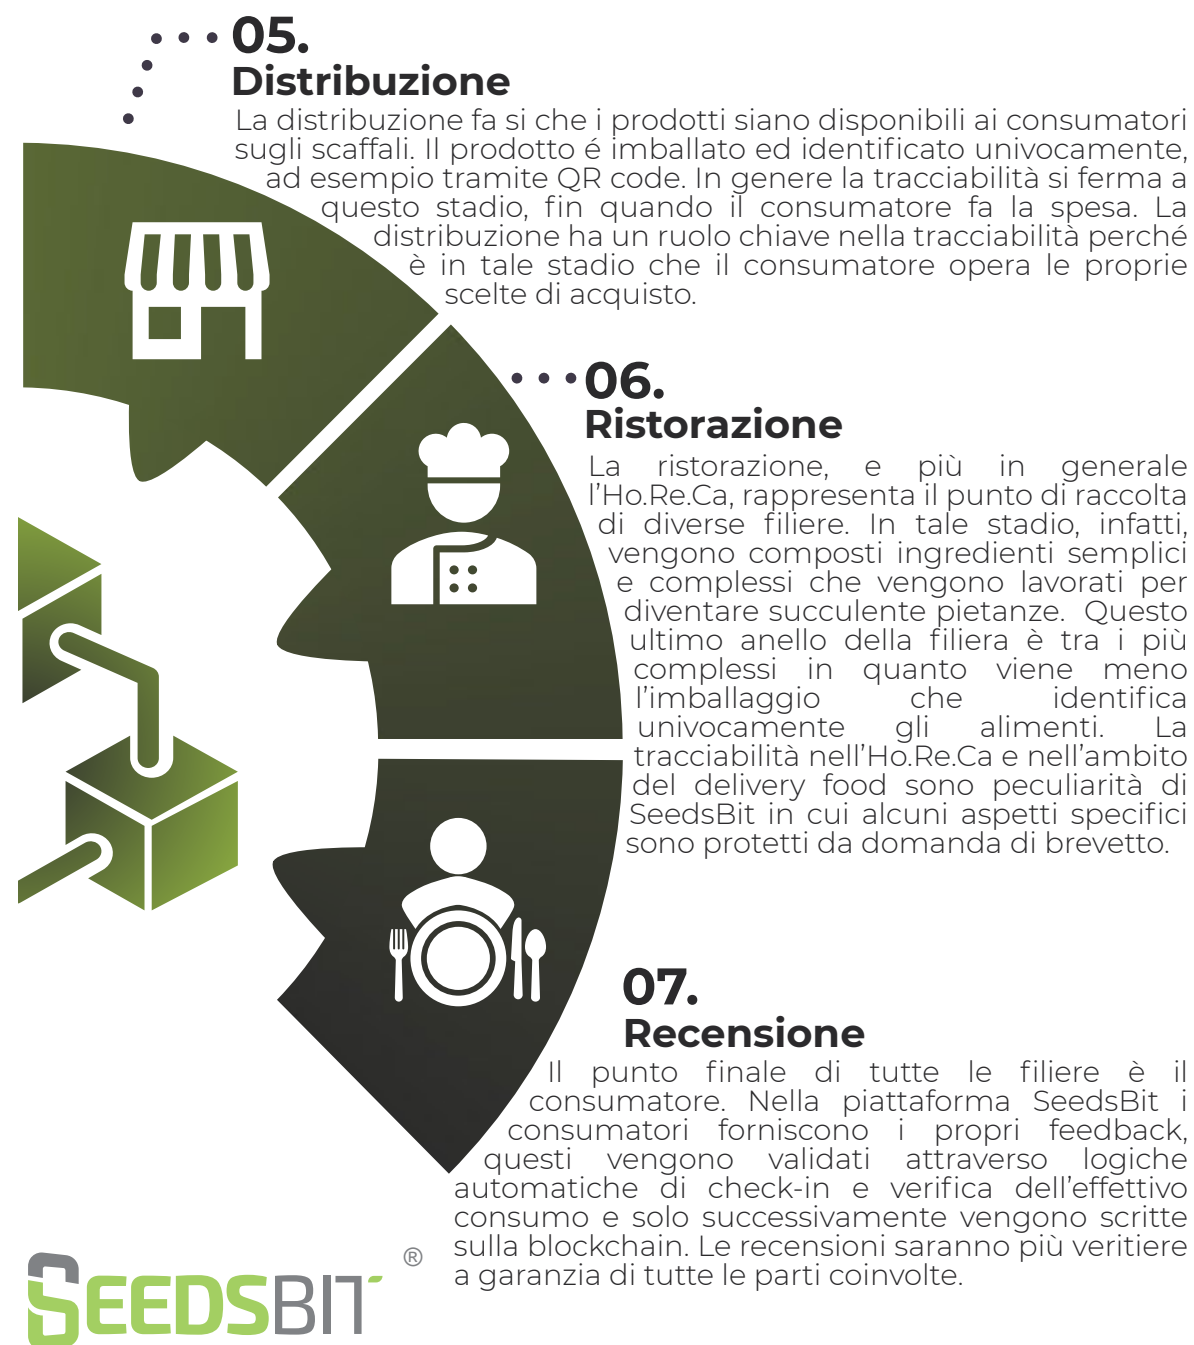 05.
Distribuzione
La distribuzione fa si che i prodotti siano disponibili ai consumatori
sugli scaffali. Il prodotto é imballato ed identificato univocamente,
ad esempio tramite QR code. In genere la tracciabilità si ferma a
questo stadio, fin quando il consumatore fa la spesa. La
distribuzione ha un ruolo chiave nella tracciabilità perché
è in tale stadio che il consumatore opera le proprie
scelte di acquisto.
06.
Ristorazione
La ristorazione, e più in generale
l’Ho.Re.Ca, rappresenta il punto di raccolta
di diverse filiere. In tale stadio, infatti,
vengono composti ingredienti semplici
e complessi che vengono lavorati per
diventare succulente pietanze. Questo
ultimo anello della filiera è tra i più
complessi in quanto viene meno
l’imballaggio che identifica
univocamente gli alimenti. La
tracciabilità nell’Ho.Re.Ca e nell’ambito
del delivery food sono peculiarità di
SeedsBit in cui alcuni aspetti specifici
sono protetti da domanda di brevetto.
07.
Recensione
Il punto finale di tutte le filiere è il
consumatore. Nella piattaforma SeedsBit i
consumatori forniscono i propri feedback,
questi vengono validati attraverso logiche
automatiche di check-in e verifica dell’effettivo
consumo e solo successivamente vengono scritte
sulla blockchain. Le recensioni saranno più veritiere
a garanzia di tutte le parti coinvolte.
SEEDSBIT ®